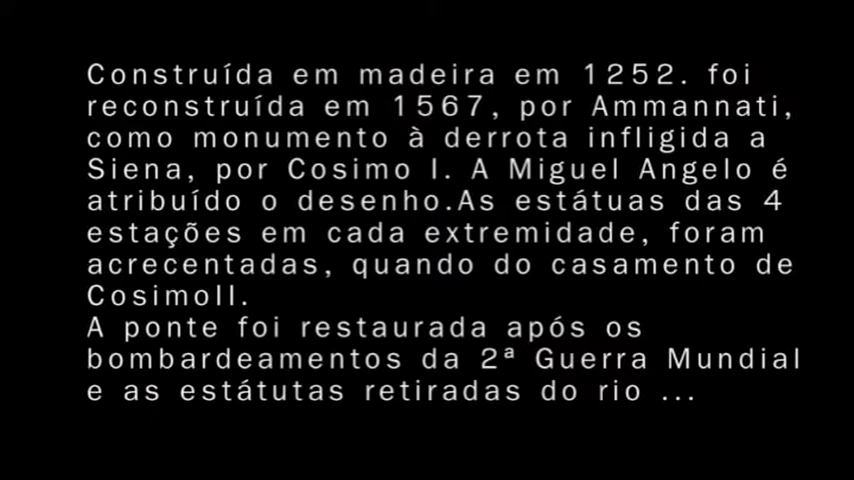 Construída em madeira em 1252. foi
reconstruída em 1567, por Ammannati,
como monumento à derrota infligida a
Siena, por Cosimo I. A Miguel Angelo é
atribuído o desenho.As estátuas das 4
estações em cada extremidade, foram
acrecentadas, quando do casamento de
CosimoII.
A ponte foi restaurada após os
bombardeamentos da 2ª Guerra Mundial
e as estátutas retiradas do rio ...